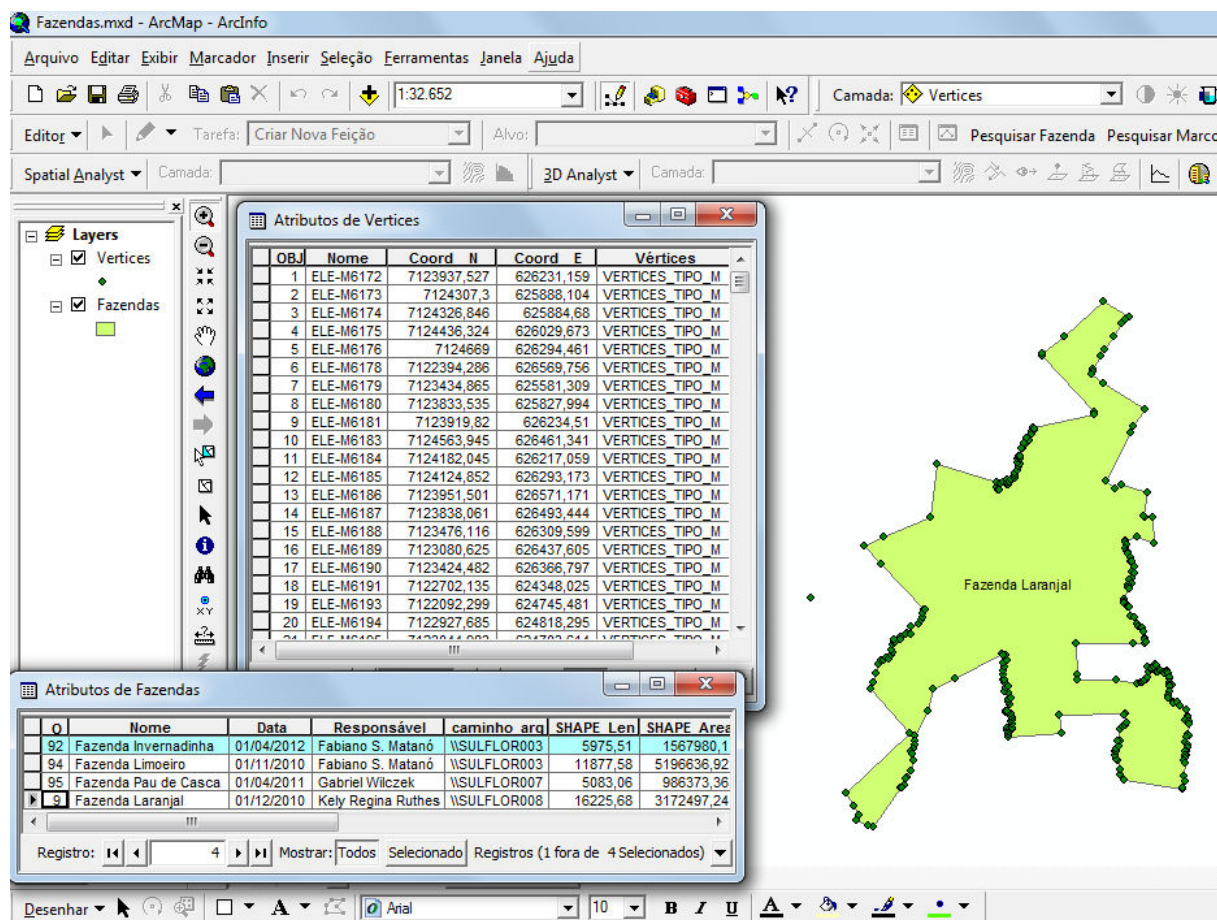 Fazendas.mxd - ArcMap - ArcInfo
Arquivo Editar Exibir Marcador Inserir Seleção Ferramentas Janela Ajuda
1:32.652 Camada: Vertices
Editor Tarefa: Criar Nova Feição Alvo: Pesquisar Fazenda Pesquisar Marco
Spatial Analyst Camada: 3D Analyst Camada:
Layers
Vertices
Fazendas
Atributos de Vertices
OBJ Nome Coord N Coord E Vértices
1 ELE-M6172 7123937,527 626231,159 VERTICES_TIPO_M
2 ELE-M6173 7124307,3 625888,104 VERTICES_TIPO_M
3 ELE-M6174 7124326,846 625884,68 VERTICES_TIPO_M
4 ELE-M6175 7124436,324 626029,673 VERTICES_TIPO_M
5 ELE-M6176 7124669 626294,461 VERTICES_TIPO_M
6 ELE-M6178 7122394,286 626569,756 VERTICES_TIPO_M
7 ELE-M6179 7123434,865 625581,309 VERTICES_TIPO_M
8 ELE-M6180 7123833,535 625827,994 VERTICES_TIPO_M
9 ELE-M6181 7123919,82 626234,51 VERTICES_TIPO_M
10 ELE-M6183 7124563,945 626461,341 VERTICES_TIPO_M
11 ELE-M6184 7124182,045 626217,059 VERTICES_TIPO_M
12 ELE-M6185 7124124,852 626293,173 VERTICES_TIPO_M
13 ELE-M6186 7123951,501 626571,171 VERTICES_TIPO_M
14 ELE-M6187 7123838,061 626493,444 VERTICES_TIPO_M
15 ELE-M6188 7123476,116 626309,599 VERTICES_TIPO_M
16 ELE-M6189 7123080,625 626437,605 VERTICES_TIPO_M
17 ELE-M6190 7123424,482 626366,797 VERTICES_TIPO_M
18 ELE-M6191 7122702,135 624348,025 VERTICES_TIPO_M
19 ELE-M6193 7122092,299 624745,481 VERTICES_TIPO_M
20 ELE-M6194 7122927,685 624818,295 VERTICES_TIPO_M
Fazenda Laranjal
XY
Atributos de Fazendas
O Nome Data Responsável caminho_arq SHAPE_Len SHAPE_Area
92 Fazenda Invernadinha 01/04/2012 Fabiano S. Matanó \\SULFLOR003 5975,51 1567980,1
94 Fazenda Limoeiro 01/11/2010 Fabiano S. Matanó \\SULFLOR003 11877,58 5196636,92
95 Fazenda Pau de Casca 01/04/2011 Gabriel Wilczek \\SULFLOR007 5083,06 986373,36
9 Fazenda Laranjal 01/12/2010 Kely Regina Ruthes \\SULFLOR008 16225,68 3172497,24
Registro: 4 Mostrar: Todos Selecionado Registros (1 fora de 4 Selecionados)
Desenhar A Arial 10 B I U A